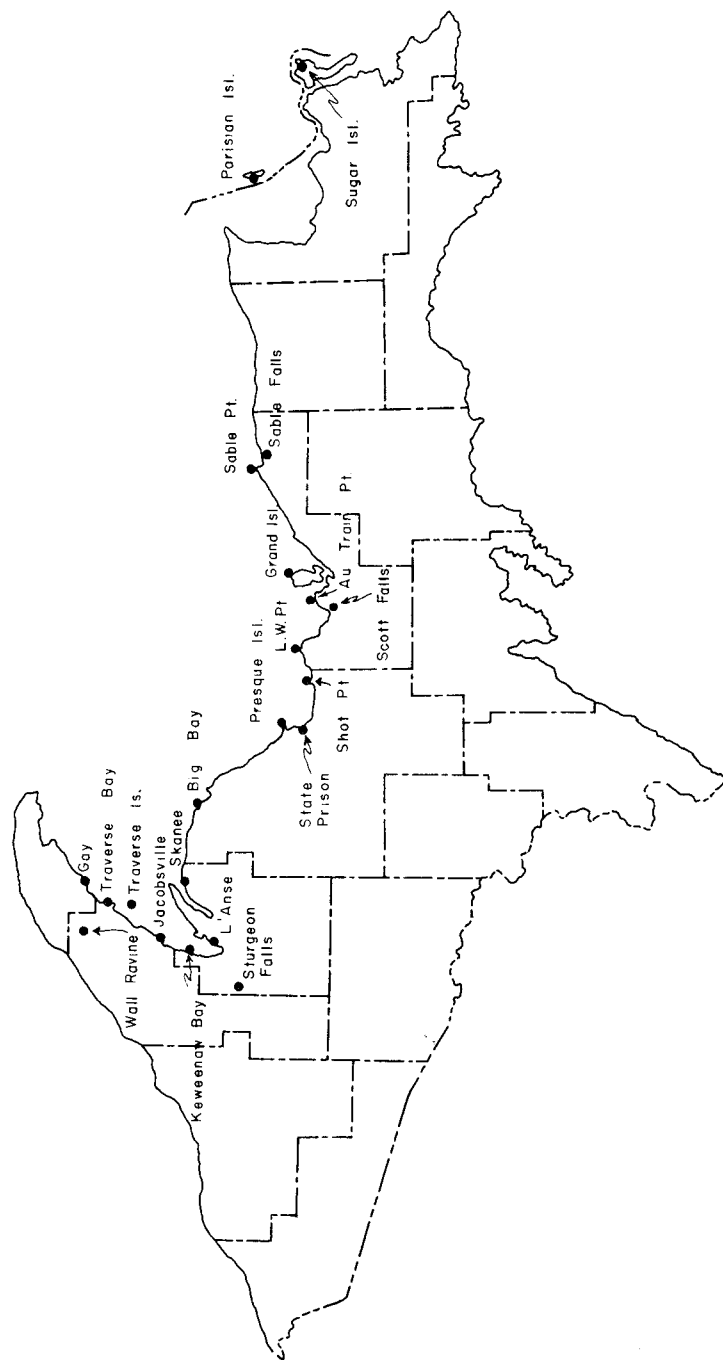 Gay
Traverse Bay
Traverse Is.
Wall Ravine
Jacobsville
Skanee
Keweenaw Bay
L'Anse
Sturgeon
Falls
Big Bay
Presque Isl.
State
Prison
Shot Pt
L.W. Pt
Scott Falls
Au Train Pt.
Grand Isl.
Sable Pt.
Sable Falls
Parisian Isl.
Sugar Isl.